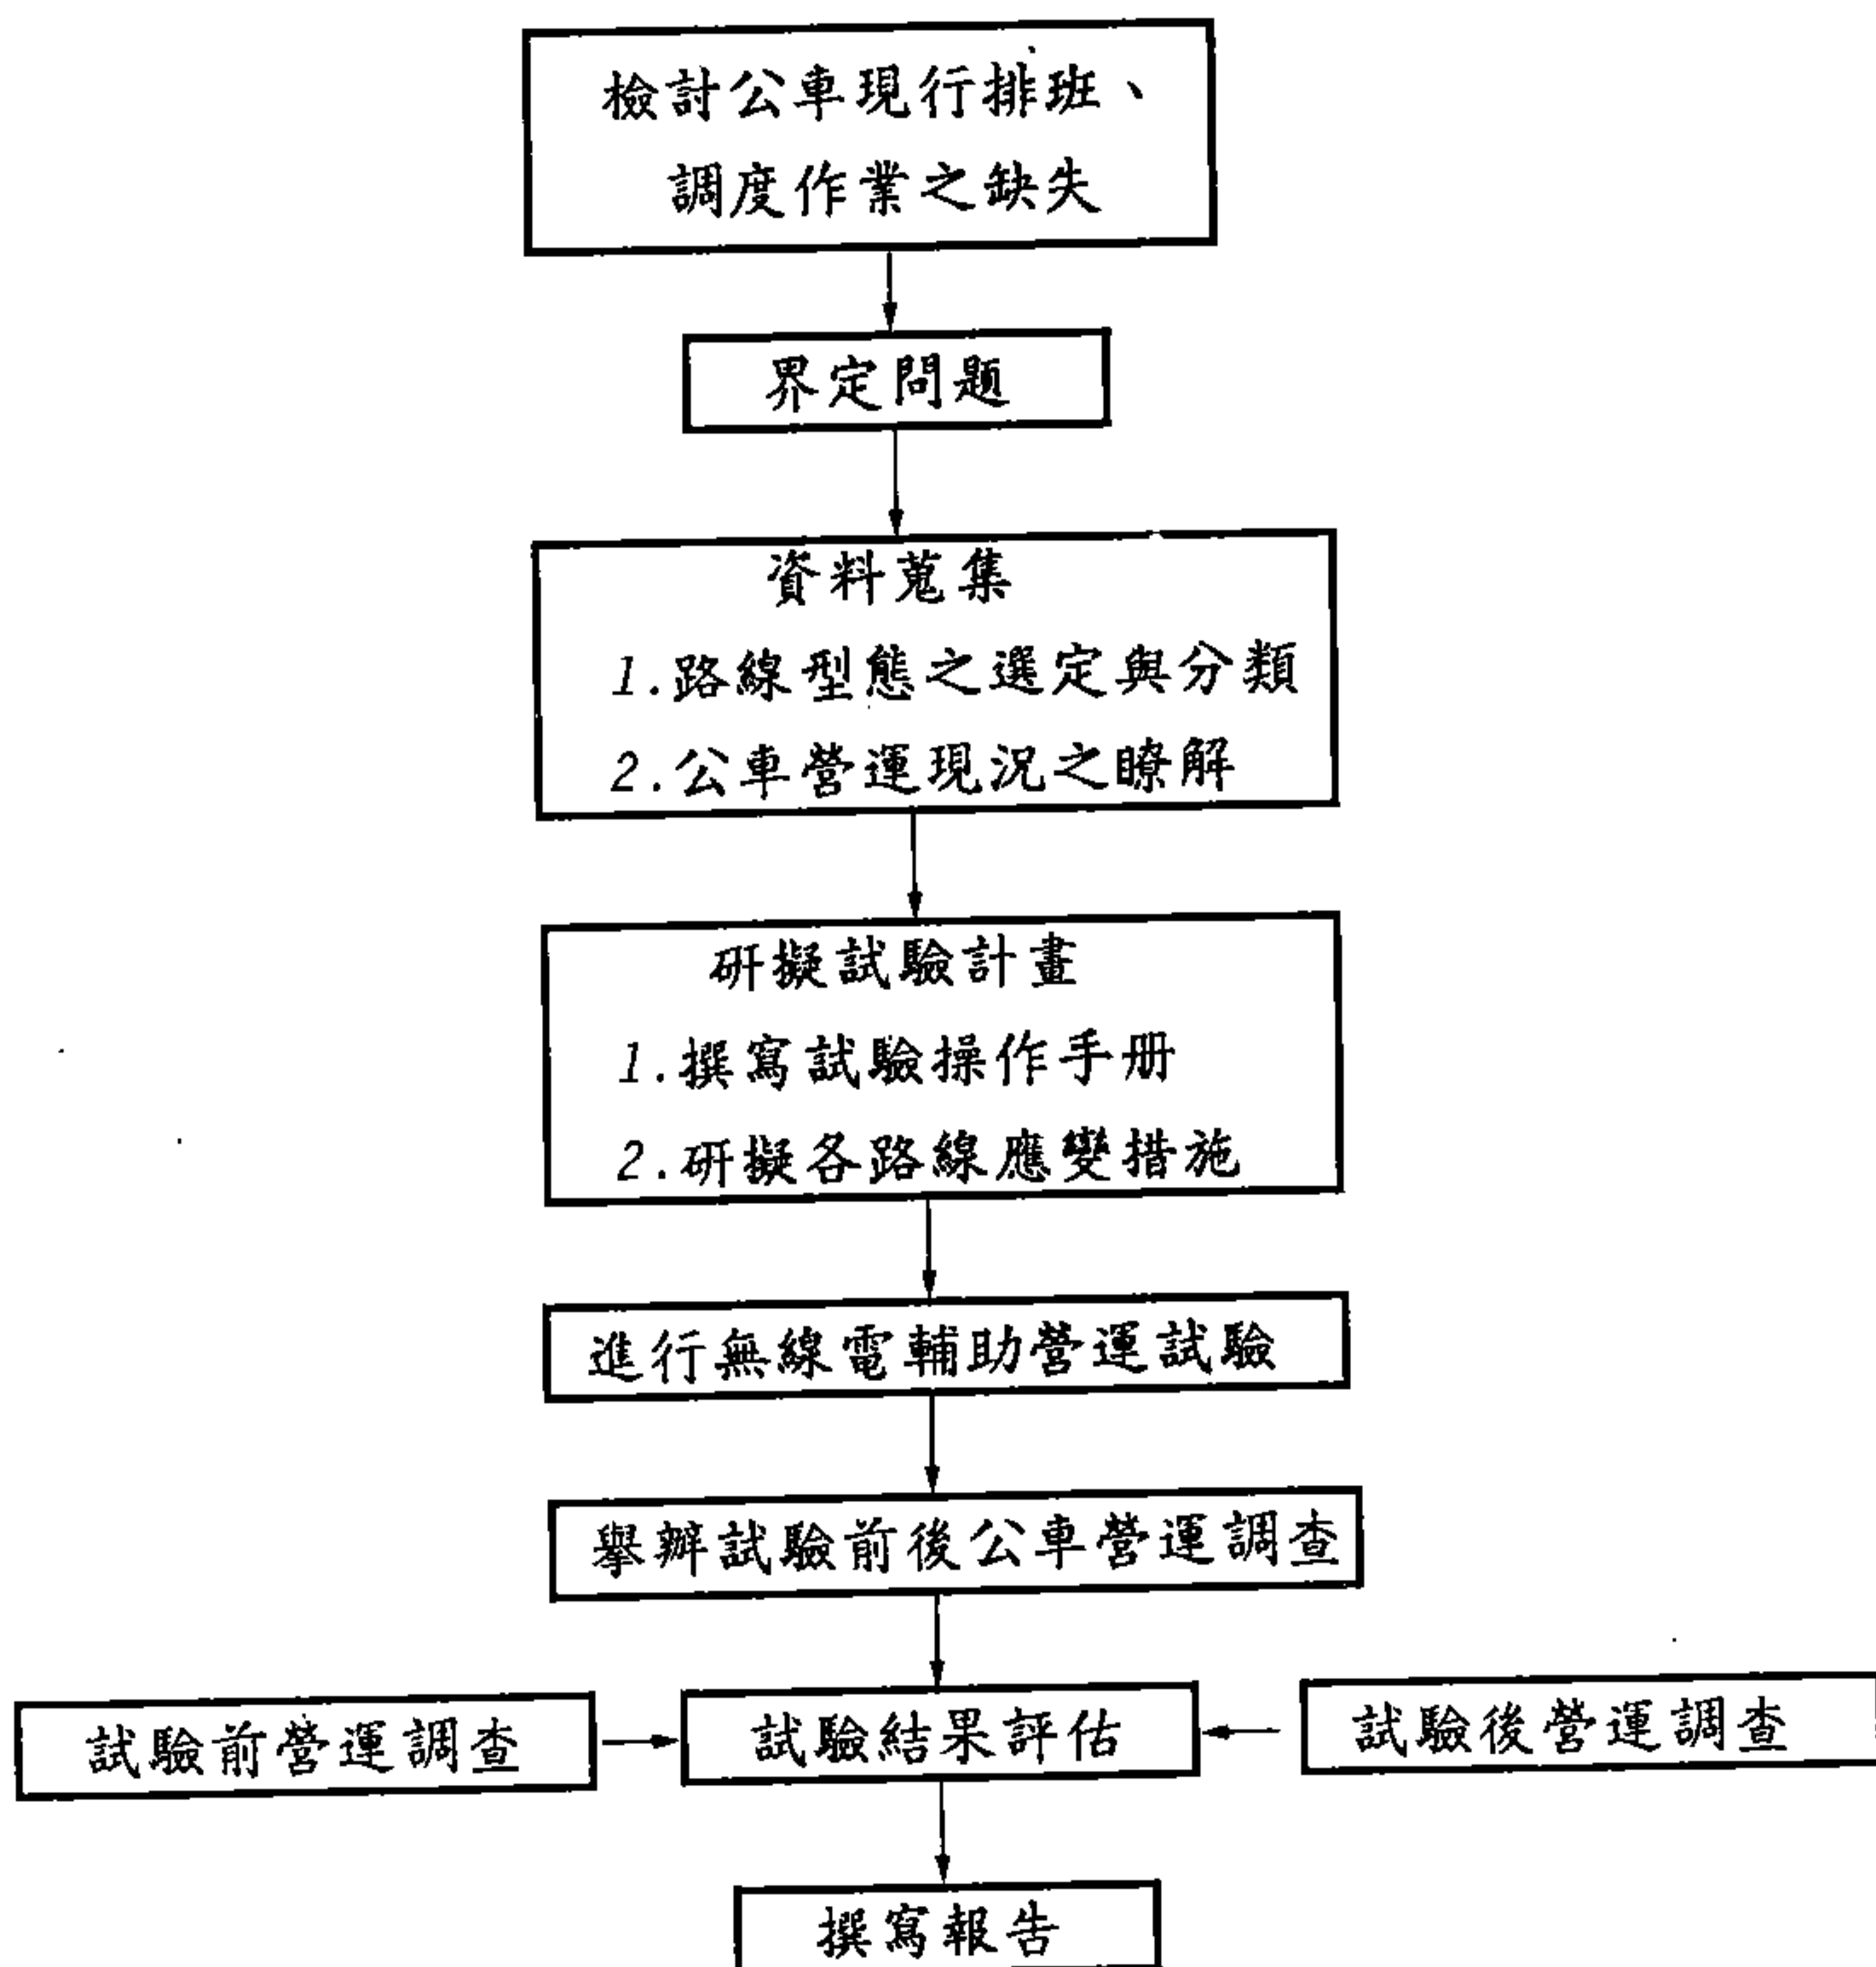 檢討公車現行排班、
調度作業之缺失
界定問題
資料蒐集
1.路線型態之選定與分類
2.公車營運現況之瞭解
研擬試驗計畫
1.撰寫試驗操作手册
2.研擬各路線應變措施
進行無線電輔助營運試驗
舉辦試驗前後公車營運調查
試驗前營運調查
試驗結果評估
試驗後營運調查
撰寫報告